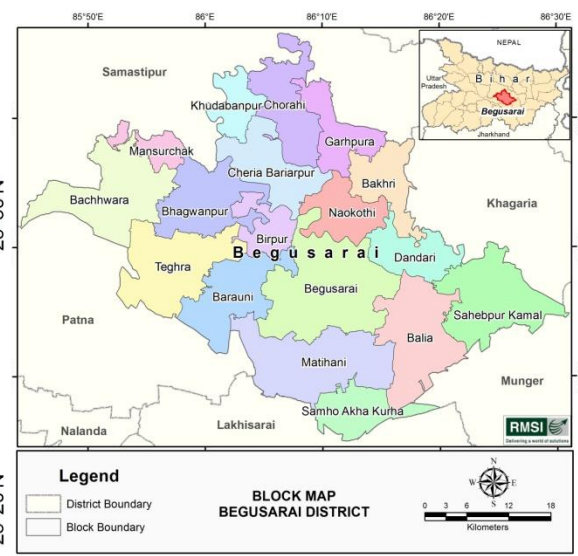 85°50'E 86°E 86°10'E 86°20'E 86°30'E
NEPAL
Bihar
Uttar
Pradesh
Begusarai
Jharkhand
Samastipur
Khudabanpur
Chorahi
Garhpura
Mansurchak
Cheria Bariarpur
Bakhri
Bachhwara
Bhagwanpur
Naokothi
Khagaria
Birpur
Begusarai
Teghra
Dandari
Barauni
Begusarai
Sahebpur Kamal
Patna
Balia
Matihani
Munger
Samho Akha Kurha
Lakhisarai
Nalanda
RMSI
Delivering a world of solutions
Legend
District Boundary
Block Boundary
BLOCK MAP
BEGUSARAI DISTRICT
N
W E
S
0 3 6 12 18
Kilometers